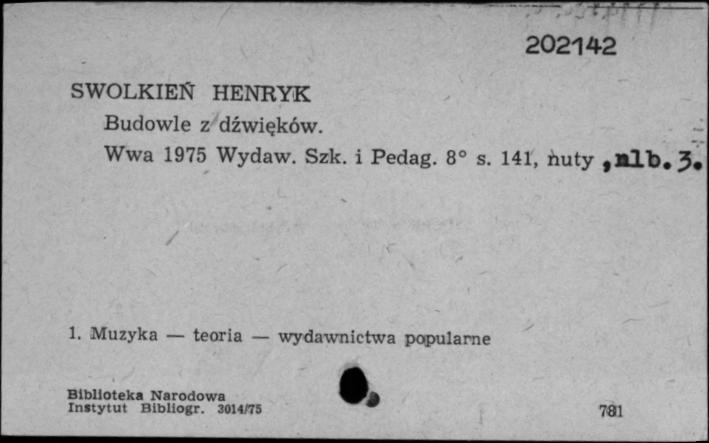 202142
SWOLKIEŃ HENRYK
Budowle z dźwięków.
Wwa 1975 Wydaw. Szk. i Pedag. 8° s. 141, nuty ,nlb. 3.
1. Muzyka — teoria — wydawnictwa popularne
Biblioteka Narodowa
Instytut Bibliogr. 3014/75
781